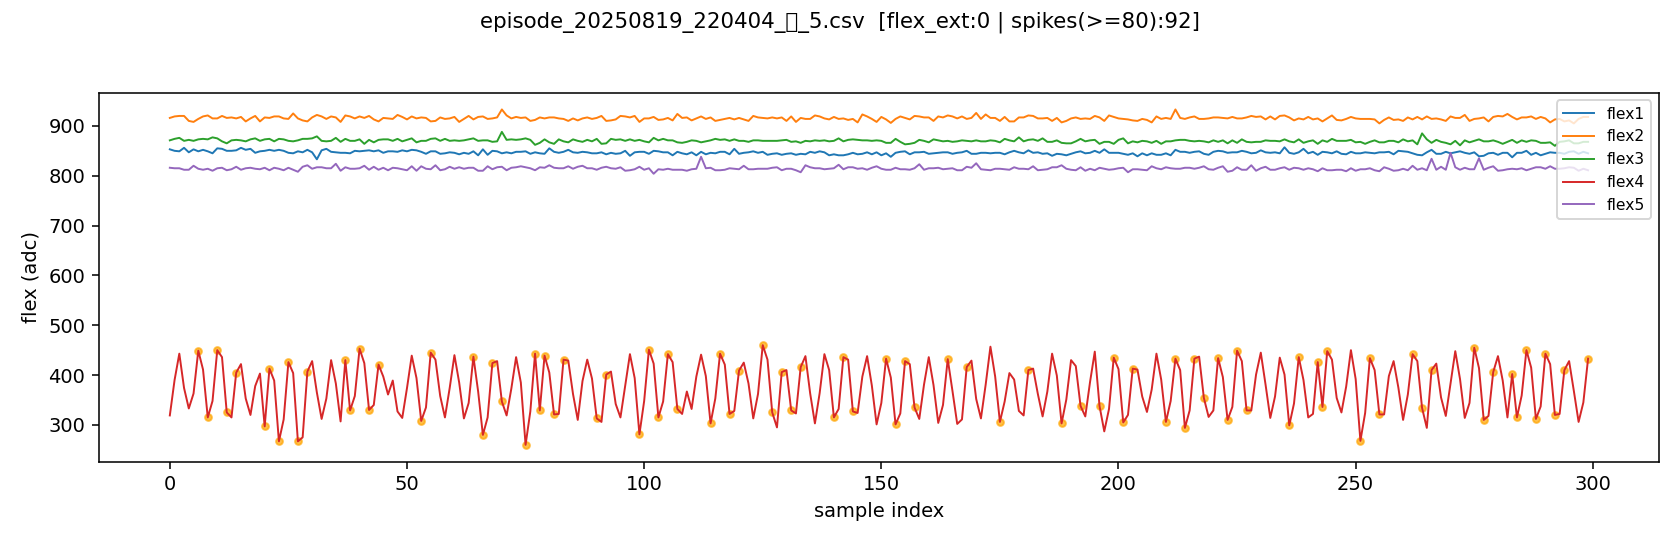 episode_20250819_220404_▯_5.csv [flex_ext:0 | spikes(>=80):92]
flex (adc)
900
800
700
600
500
400
300
0
50
100
150
200
250
300
sample index
flex1
flex2
flex3
flex4
flex5